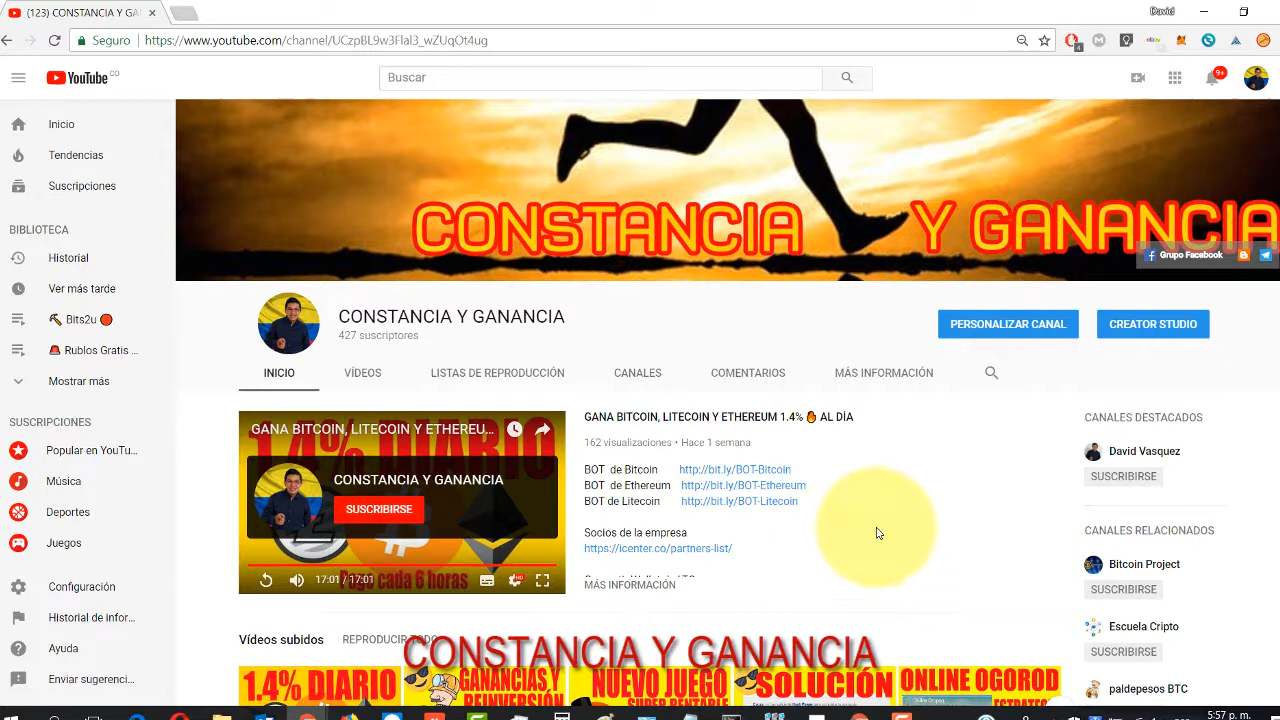 (123) CONSTANCIA Y GA
David
Seguro
https://www.youtube.com/channel/UCzpBL9w3Flal3_wZUqOt4ug
4
YouTube CO
Buscar
9+
Inicio
Tendencias
Suscripciones
BIBLIOTECA
Historial
Ver más tarde
Bits2u
Rublos Gratis ...
Mostrar más
SUSCRIPCIONES
Popular en YouTu...
Música
Deportes
Juegos
Configuración
Historial de infor...
Ayuda
Enviar sugerenci...
CONSTANCIA Y GANANCIA
Grupo Facebook
CONSTANCIA Y GANANCIA
427 suscriptores
PERSONALIZAR CANAL
CREATOR STUDIO
INICIO
VÍDEOS
LISTAS DE REPRODUCCIÓN
CANALES
COMENTARIOS
MÁS INFORMACIÓN
GANA BITCOIN, LITECOIN Y ETHEREU...
CONSTANCIA Y GANANCIA
SUSCRIBIRSE
17:01 / 17:01
HD
Pago cada 6 horas
GANA BITCOIN, LITECOIN Y ETHEREUM 1.4% AL DÍA
162 visualizaciones • Hace 1 semana
BOT de Bitcoin http://bit.ly/BOT-Bitcoin
BOT de Ethereum http://bit.ly/BOT-Ethereum
BOT de Litecoin http://bit.ly/BOT-Litecoin
Socios de la empresa
https://icenter.co/partners-list/
MÁS INFORMACIÓN
CANALES DESTACADOS
David Vasquez
SUSCRIBIRSE
CANALES RELACIONADOS
Bitcoin Project
SUSCRIBIRSE
Escuela Cripto
SUSCRIBIRSE
paldepesos BTC
Vídeos subidos
REPRODUCIR TODO
CONSTANCIA Y GANANCIA
1.4% DIARIO
GANANCIAS Y
REINVERSIÓN
NUEVO JUEGO
SUPER RENTABLE
SOLUCIÓN
ONLINE OGOROD
5:57 p. m.